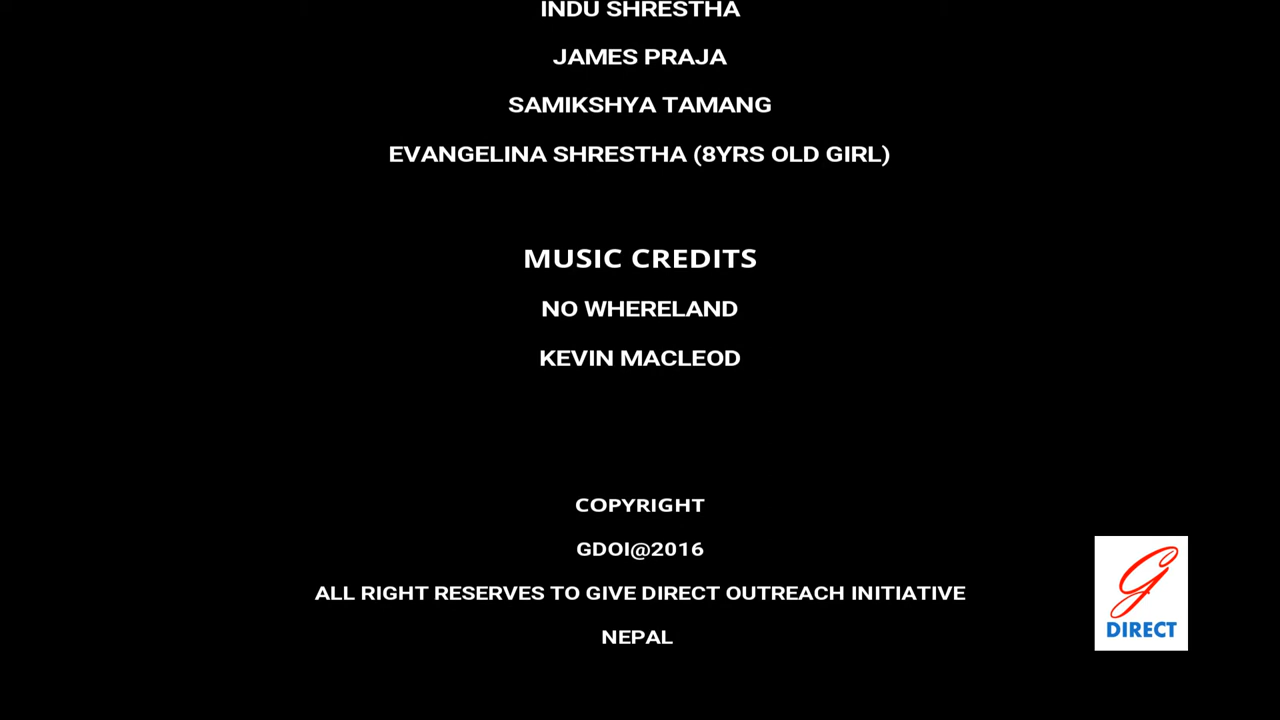 INDU SHRESTHA
JAMES PRAJA
SAMIKSHYA TAMANG
EVANGELINA SHRESTHA (8YRS OLD GIRL)
MUSIC CREDITS
NO WHERELAND
KEVIN MACLEOD
COPYRIGHT
GDOI@2016
ALL RIGHT RESERVES TO GIVE DIRECT OUTREACH INITIATIVE
NEPAL
G
DIRECT